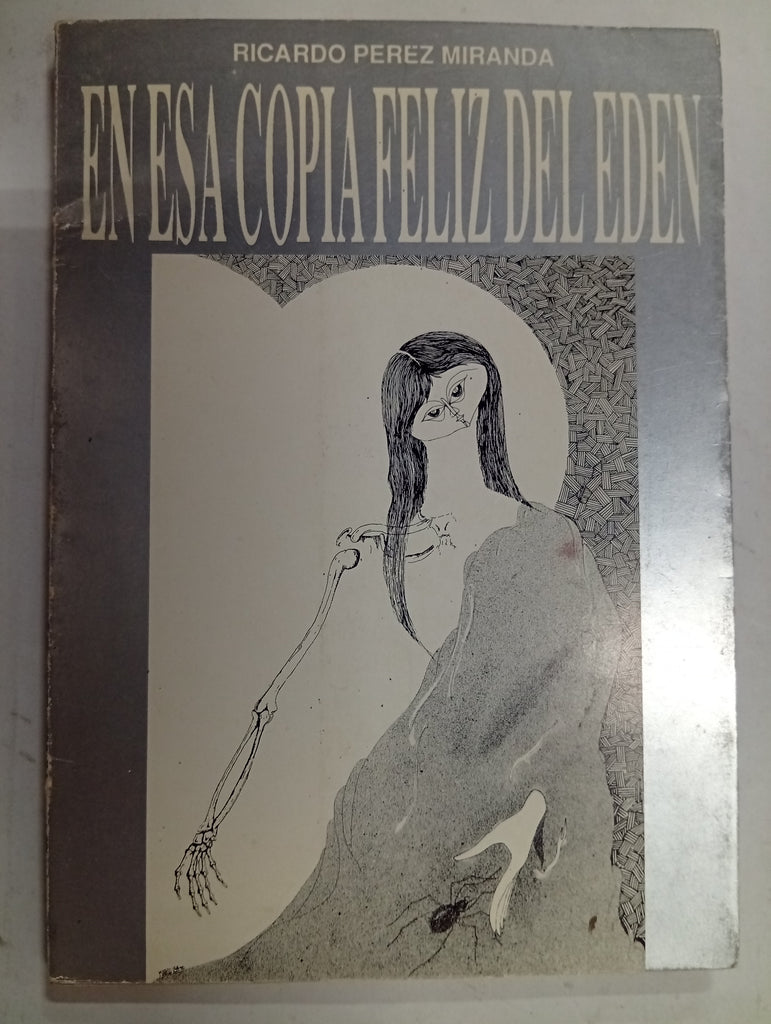 RICARDO PEREZ MIRANDA
EN ESA COPIA FELIZ DEL EDEN